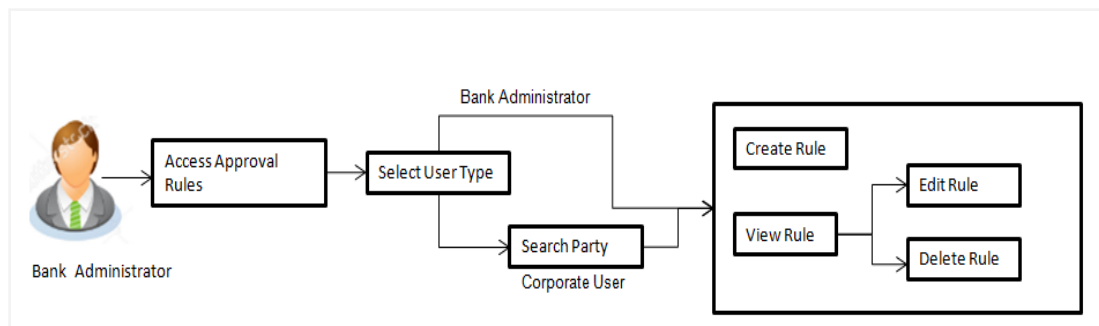 Bank Administrator
Create Rule
Access Approval
Rules
Select User Type
Edit Rule
View Rule
Search Party
Delete Rule
Bank Administrator
Corporate User